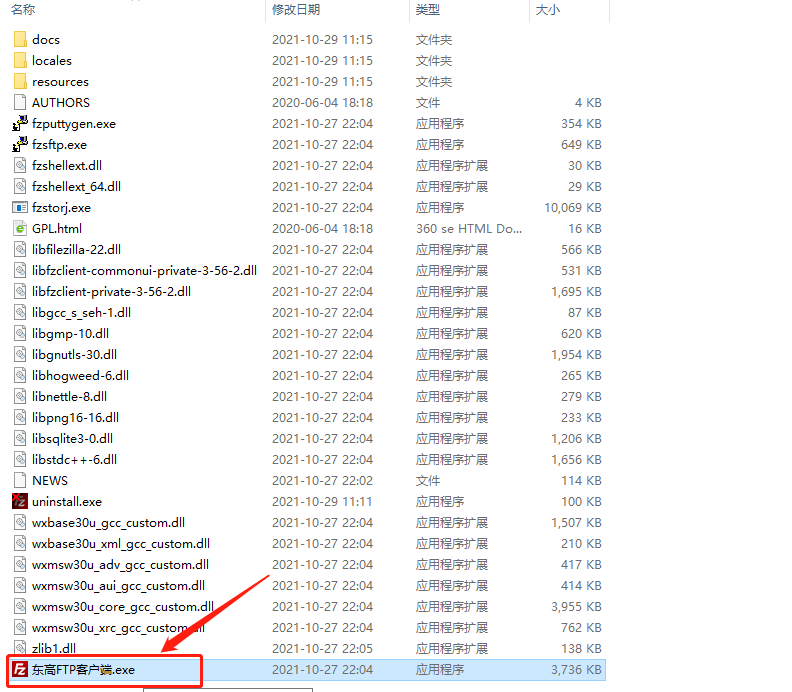 名称 修改日期 类型 大小
docs 2021-10-29 11:15 文件夹
locales 2021-10-29 11:15 文件夹
resources 2021-10-29 11:15 文件夹
AUTHORS 2020-06-04 18:18 文件 4 KB
fzputtygen.exe 2021-10-27 22:04 应用程序 354 KB
fzsftp.exe 2021-10-27 22:04 应用程序 649 KB
fzshellext.dll 2021-10-27 22:04 应用程序扩展 30 KB
fzshellext_64.dll 2021-10-27 22:04 应用程序扩展 29 KB
fzstorj.exe 2021-10-27 22:04 应用程序 10,069 KB
GPL.html 2020-06-04 18:18 360 se HTML Do... 16 KB
libfilezilla-22.dll 2021-10-27 22:04 应用程序扩展 566 KB
libfzclient-commonui-private-3-56-2.dll 2021-10-27 22:04 应用程序扩展 531 KB
libfzclient-private-3-56-2.dll 2021-10-27 22:04 应用程序扩展 1,695 KB
libgcc_s_seh-1.dll 2021-10-27 22:04 应用程序扩展 87 KB
libgmp-10.dll 2021-10-27 22:04 应用程序扩展 620 KB
libgnutls-30.dll 2021-10-27 22:04 应用程序扩展 1,954 KB
libhogweed-6.dll 2021-10-27 22:04 应用程序扩展 265 KB
libnettle-8.dll 2021-10-27 22:04 应用程序扩展 279 KB
libpng16-16.dll 2021-10-27 22:04 应用程序扩展 233 KB
libsqlite3-0.dll 2021-10-27 22:04 应用程序扩展 1,206 KB
libstdc++-6.dll 2021-10-27 22:04 应用程序扩展 1,656 KB
NEWS 2021-10-27 22:02 文件 114 KB
uninstall.exe 2021-10-29 11:11 应用程序 100 KB
wxbase30u_gcc_custom.dll 2021-10-27 22:04 应用程序扩展 1,507 KB
wxbase30u_xml_gcc_custom.dll 2021-10-27 22:04 应用程序扩展 210 KB
wxmsw30u_adv_gcc_custom.dll 2021-10-27 22:04 应用程序扩展 417 KB
wxmsw30u_aui_gcc_custom.dll 2021-10-27 22:04 应用程序扩展 414 KB
wxmsw30u_core_gcc_custom.dll 2021-10-27 22:04 应用程序扩展 3,955 KB
wxmsw30u_xrc_gcc_custom.dll 2021-10-27 22:04 应用程序扩展 762 KB
zlib1.dll 2021-10-27 22:05 应用程序扩展 138 KB
东高FTP客户端.exe 2021-10-27 22:04 应用程序 3,736 KB